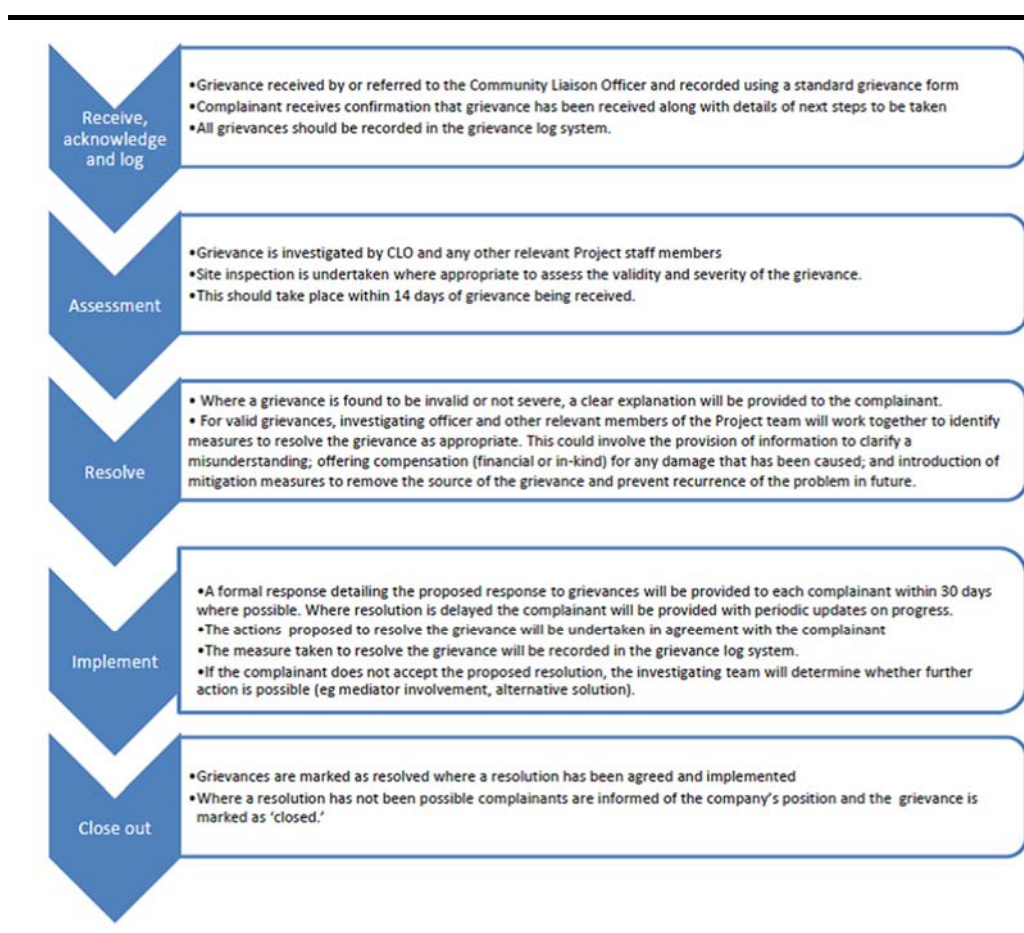 Receive,
acknowledge
and log
•Grievance received by or referred to the Community Liaison Officer and recorded using a standard grievance form
•Complainant receives confirmation that grievance has been received along with details of next steps to be taken
•All grievances should be recorded in the grievance log system.
Assessment
•Grievance is investigated by CLO and any other relevant Project staff members
•Site inspection is undertaken where appropriate to assess the validity and severity of the grievance.
•This should take place within 14 days of grievance being received.
Resolve
• Where a grievance is found to be invalid or not severe, a clear explanation will be provided to the complainant.
• For valid grievances, investigating officer and other relevant members of the Project team will work together to identify
measures to resolve the grievance as appropriate. This could involve the provision of information to clarify a
misunderstanding; offering compensation (financial or in-kind) for any damage that has been caused; and introduction of
mitigation measures to remove the source of the grievance and prevent recurrence of the problem in future.
Implement
•A formal response detailing the proposed response to grievances will be provided to each complainant within 30 days
where possible. Where resolution is delayed the complainant will be provided with periodic updates on progress.
•The actions proposed to resolve the grievance will be undertaken in agreement with the complainant
•The measure taken to resolve the grievance will be recorded in the grievance log system.
•If the complainant does not accept the proposed resolution, the investigating team will determine whether further
action is possible (eg mediator involvement, alternative solution).
Close out
•Grievances are marked as resolved where a resolution has been agreed and implemented
•Where a resolution has not been possible complainants are informed of the company's position and the grievance is
marked as 'closed.'